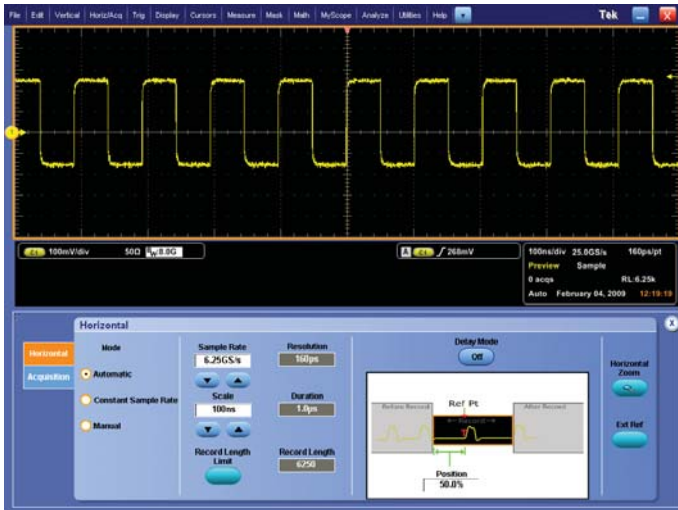 File Edit Vertical Horiz/Acq Trig Display Cursors Measure Mask Math MyScope Analyze Utilities Help Tek X
1
C1 100mV/div 50Ω BW:8.0G
A C1 268mV
100ns/div 25.0GS/s 160ps/pt
Preview Sample
0 acqs RL:6.25k
Auto February 04, 2009 12:19:19
Horizontal X
Horizontal
Acquisition
Mode
Automatic
Constant Sample Rate
Manual
Sample Rate
6.25GS/s
Scale
100ns
Record Length
Limit
Resolution
160ps
Duration
1.0µs
Record Length
6250
Delay Mode
Off
Before Record Ref Pt After Record
Record
Position
50.0%
Horizontal
Zoom
Ext Ref